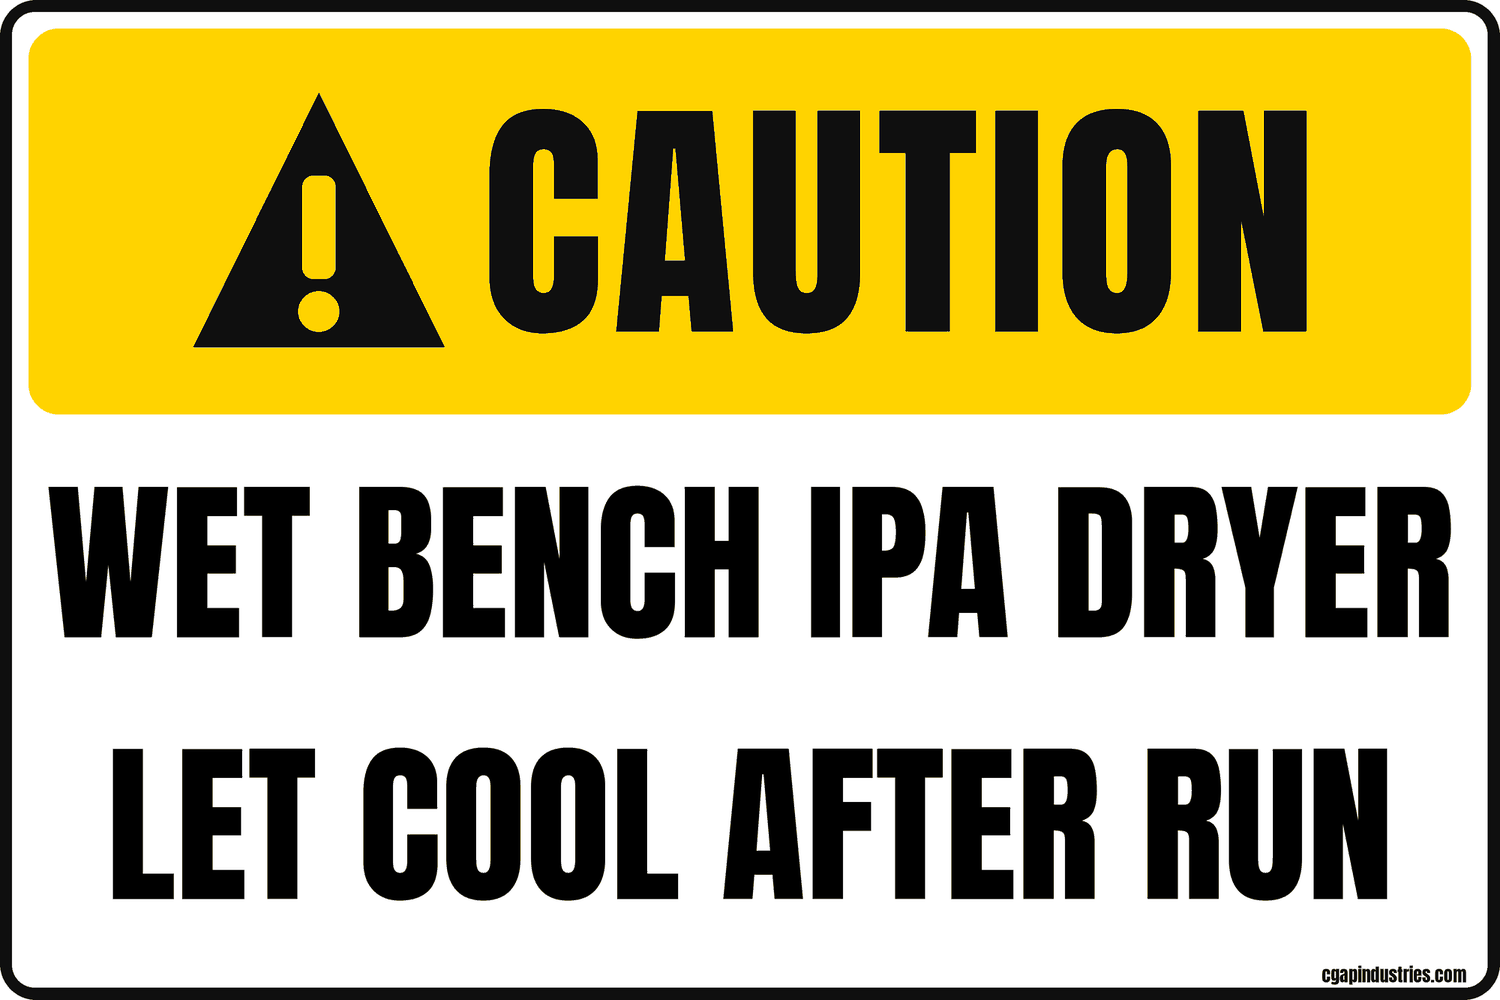 CAUTION
WET BENCH IPA DRYER
LET COOL AFTER RUN
cgapindustries.com